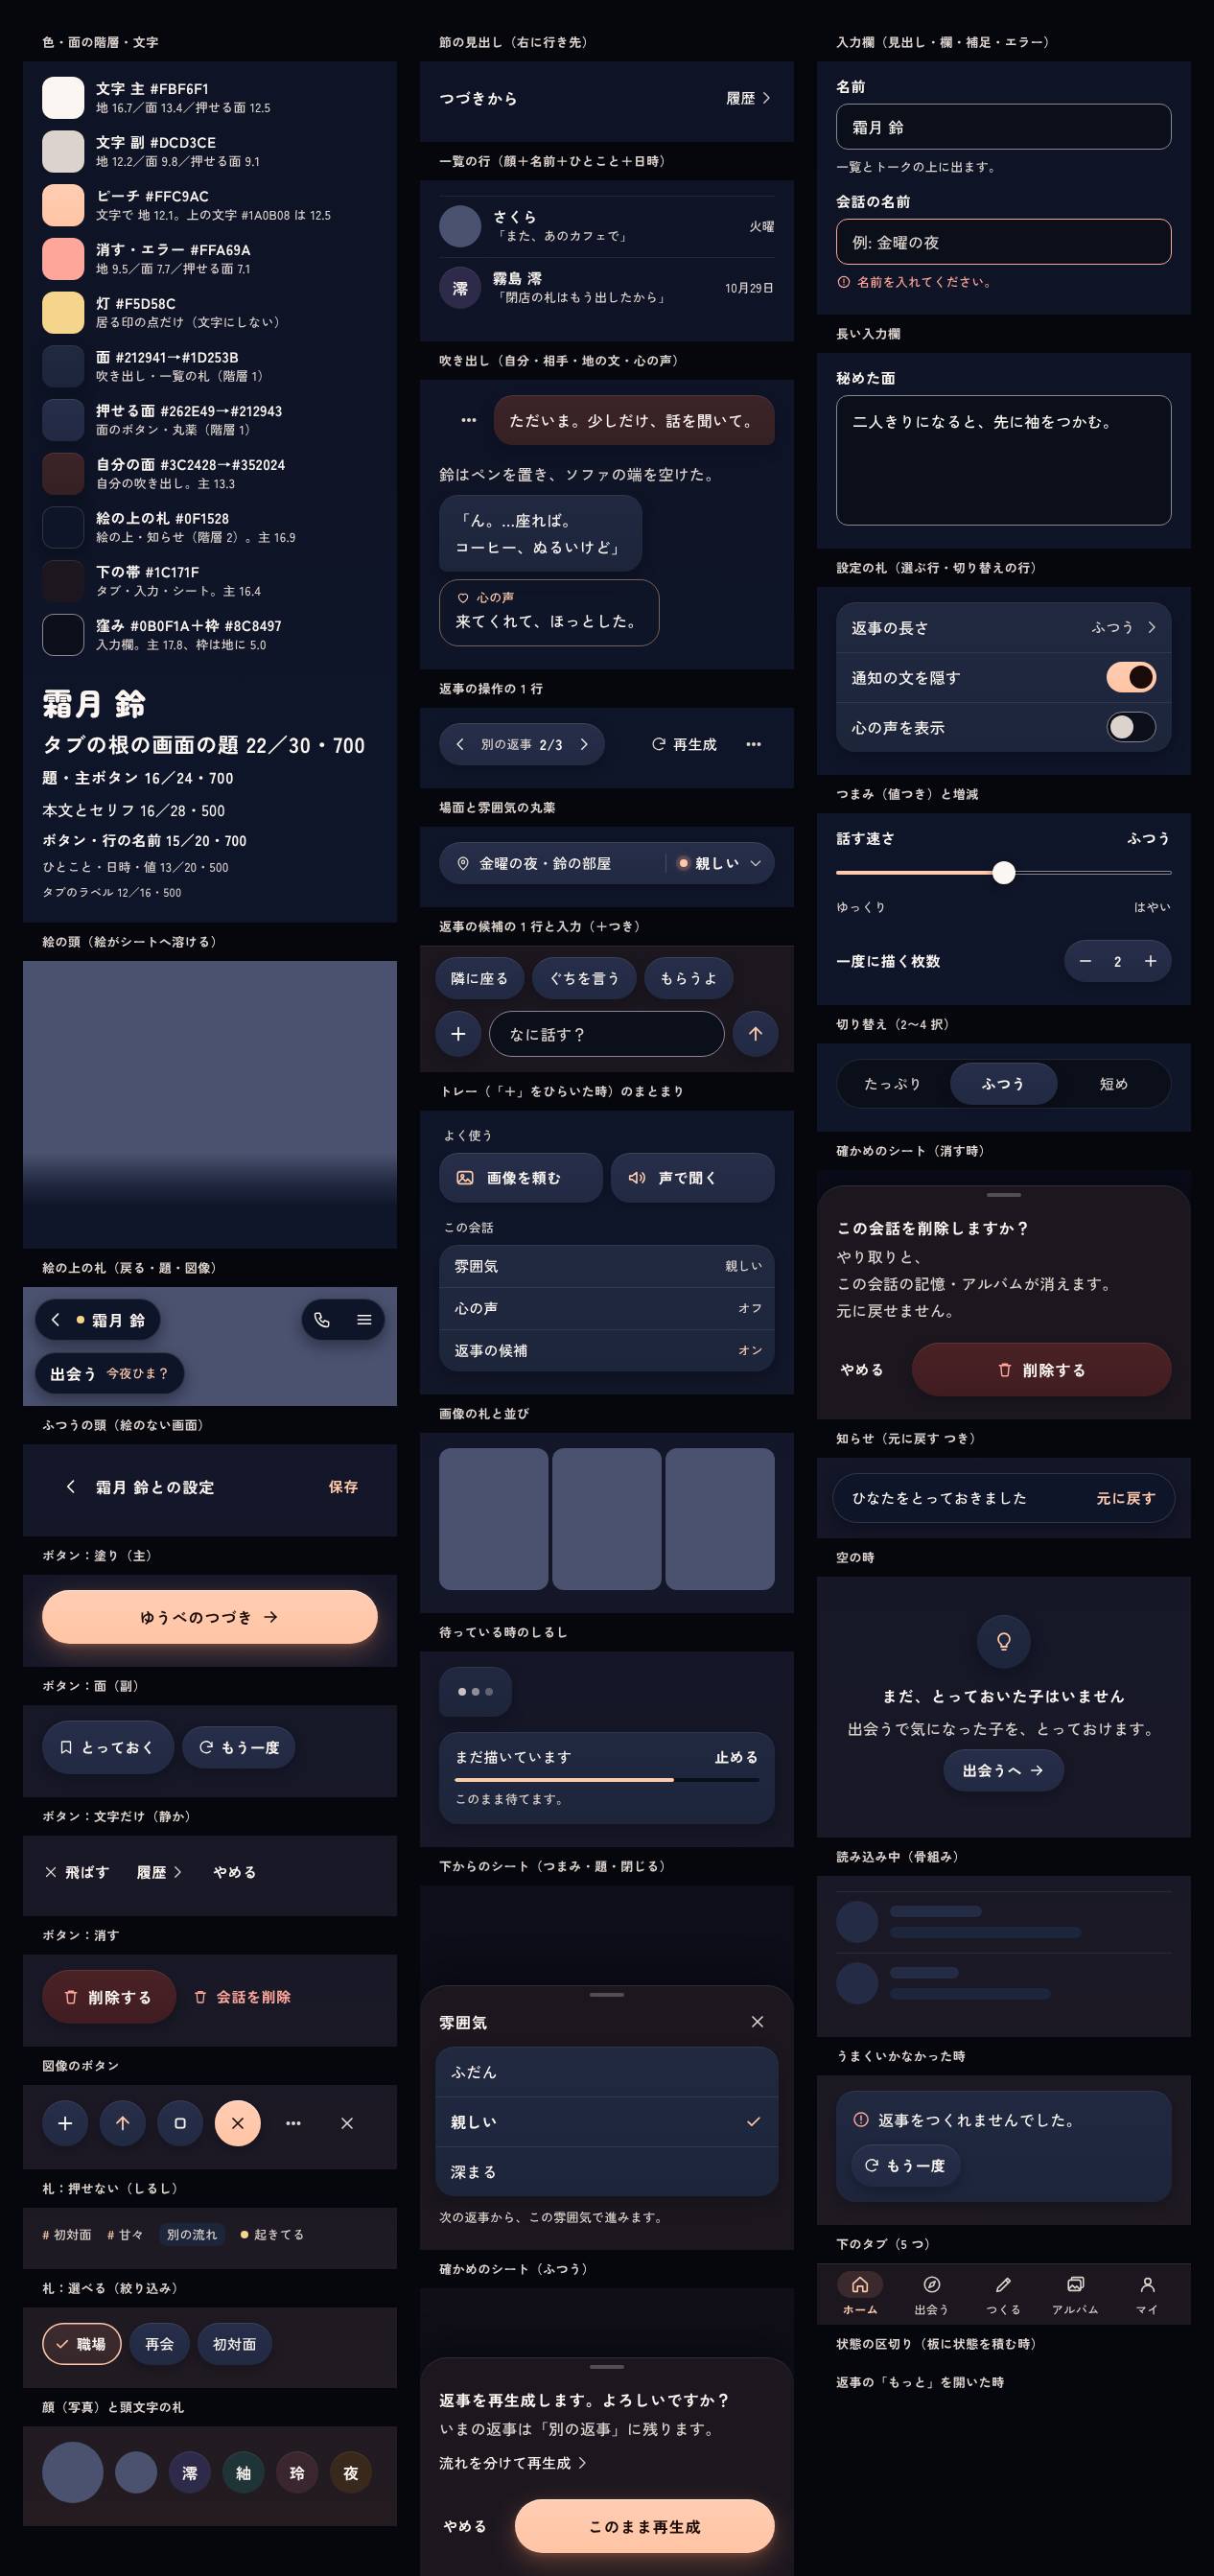 色・面の階層・文字
文字 主 #FBF6F1
地 16.7／面 13.4／押せる面 12.5
文字 副 #DCD3CE
地 12.2／面 9.8／押せる面 9.1
ピーチ #FFC9AC
文字で 地 12.1。上の文字 #1A0B08 は 12.5
消す・エラー #FFA69A
地 9.5／面 7.7／押せる面 7.1
灯 #F5D58C
居る印の点だけ（文字にしない）
面 #212941→#1D253B
吹き出し・一覧の札（階層 1）
押せる面 #262E49→#212943
面のボタン・丸薬（階層 1）
自分の面 #3C2428→#352024
自分の吹き出し。主 13.3
絵の上の札 #0F1528
絵の上・知らせ（階層 2）。主 16.9
下の帯 #1C171F
タブ・入力・シート。主 16.4
窪み #0B0F1A＋枠 #8C8497
入力欄。主 17.8、枠は地に 5.0
霜月 鈴
タブの根の画面の題 22／30・700
題・主ボタン 16／24・700
本文とセリフ 16／28・500
ボタン・行の名前 15／20・700
ひとこと・日時・値 13／20・500
タブのラベル 12／16・500
絵の頭（絵がシートへ溶ける）
絵の上の札（戻る・題・図像）
霜月 鈴
出会う 今夜ひま？
ふつうの頭（絵のない画面）
霜月 鈴との設定 保存
ボタン：塗り（主）
ゆうべのつづき →
ボタン：面（副）
とっておく もう一度
ボタン：文字だけ（静か）
飛ばす 履歴 やめる
ボタン：消す
削除する 会話を削除
図像のボタン
札：押せない（しるし）
# 初対面 # 甘々 別の流れ 起きてる
札：選べる（絞り込み）
職場 再会 初対面
顔（写真）と頭文字の札
澪 紬 玲 夜
節の見出し（右に行き先）
つづきから 履歴
一覧の行（顔＋名前＋ひとこと＋日時）
さくら
「また、あのカフェで」 火曜
澪 霧島 澪
「閉店の札はもう出したから」 10月29日
吹き出し（自分・相手・地の文・心の声）
ただいま。少しだけ、話を聞いて。
鈴はペンを置き、ソファの端を空けた。
「ん。…座れば。
コーヒー、ぬるいけど」
心の声
来てくれて、ほっとした。
返事の操作の 1 行
別の返事 2/3 再生成
場面と雰囲気の丸薬
金曜の夜・鈴の部屋 親しい
返事の候補の 1 行と入力（＋つき）
隣に座る ぐちを言う もらうよ
なに話す？
トレー（「＋」をひらいた時）のまとまり
よく使う
画像を頼む 声で聞く
この会話
雰囲気 親しい
心の声 オフ
返事の候補 オン
画像の札と並び
待っている時のしるし
まだ描いています 止める
このまま待てます。
下からのシート（つまみ・題・閉じる）
雰囲気
ふだん
親しい
深まる
次の返事から、この雰囲気で進みます。
確かめのシート（ふつう）
返事を再生成します。よろしいですか？
いまの返事は「別の返事」に残ります。
流れを分けて再生成
やめる このまま再生成
入力欄（見出し・欄・補足・エラー）
名前
霜月 鈴
一覧とトークの上に出ます。
会話の名前
例: 金曜の夜
名前を入れてください。
長い入力欄
秘めた面
二人きりになると、先に袖をつかむ。
設定の札（選ぶ行・切り替えの行）
返事の長さ ふつう
通知の文を隠す
心の声を表示
つまみ（値つき）と増減
話す速さ ふつう
ゆっくり はやい
一度に描く枚数 − 2 +
切り替え（2〜4 択）
たっぷり ふつう 短め
確かめのシート（消す時）
この会話を削除しますか？
やり取りと、
この会話の記憶・アルバムが消えます。
元に戻せません。
やめる 削除する
知らせ（元に戻す つき）
ひなたをとっておきました 元に戻す
空の時
まだ、とっておいた子はいません
出会うで気になった子を、とっておけます。
出会うへ →
読み込み中（骨組み）
うまくいかなかった時
返事をつくれませんでした。
もう一度
下のタブ（5 つ）
ホーム 出会う つくる アルバム マイ
状態の区切り（板に状態を積む時）
返事の「もっと」を開いた時